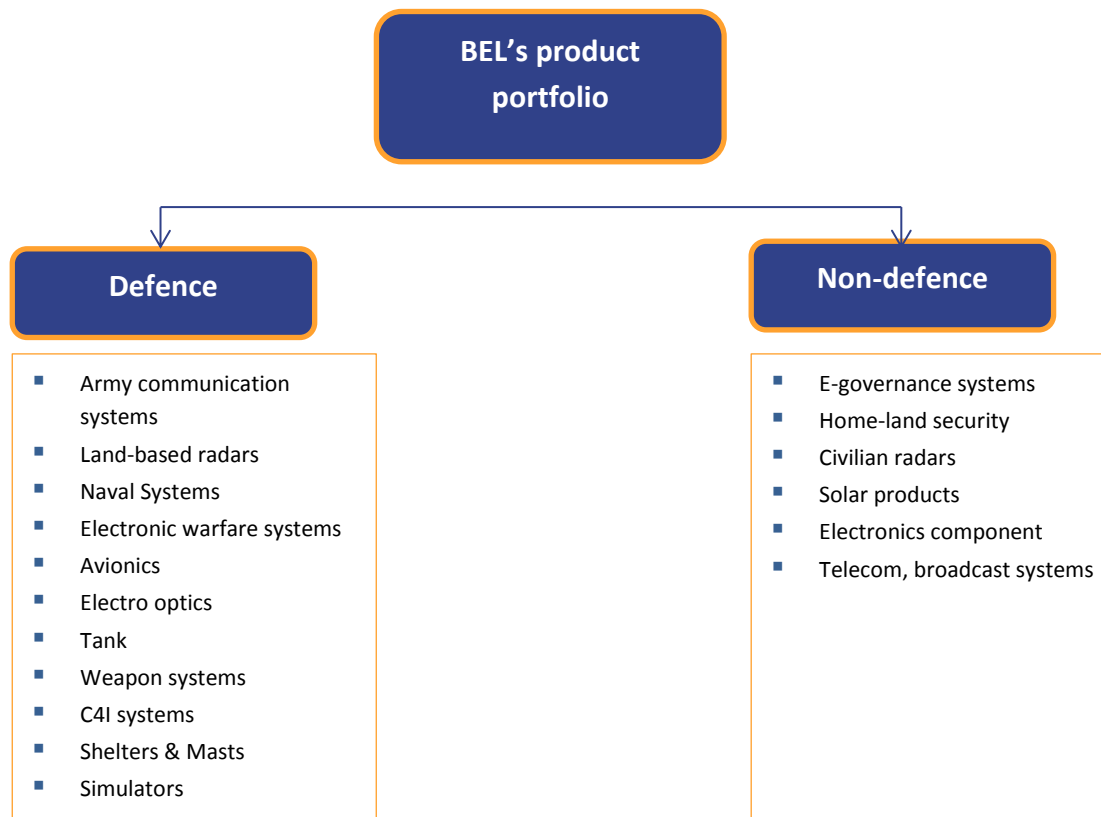 BEL’s product
portfolio
Defence
Non-defence
Army communication
systems
Land-based radars
Naval Systems
Electronic warfare systems
Avionics
Electro optics
Tank
Weapon systems
C4I systems
Shelters & Masts
Simulators
E-governance systems
Home-land security
Civilian radars
Solar products
Electronics component
Telecom, broadcast systems